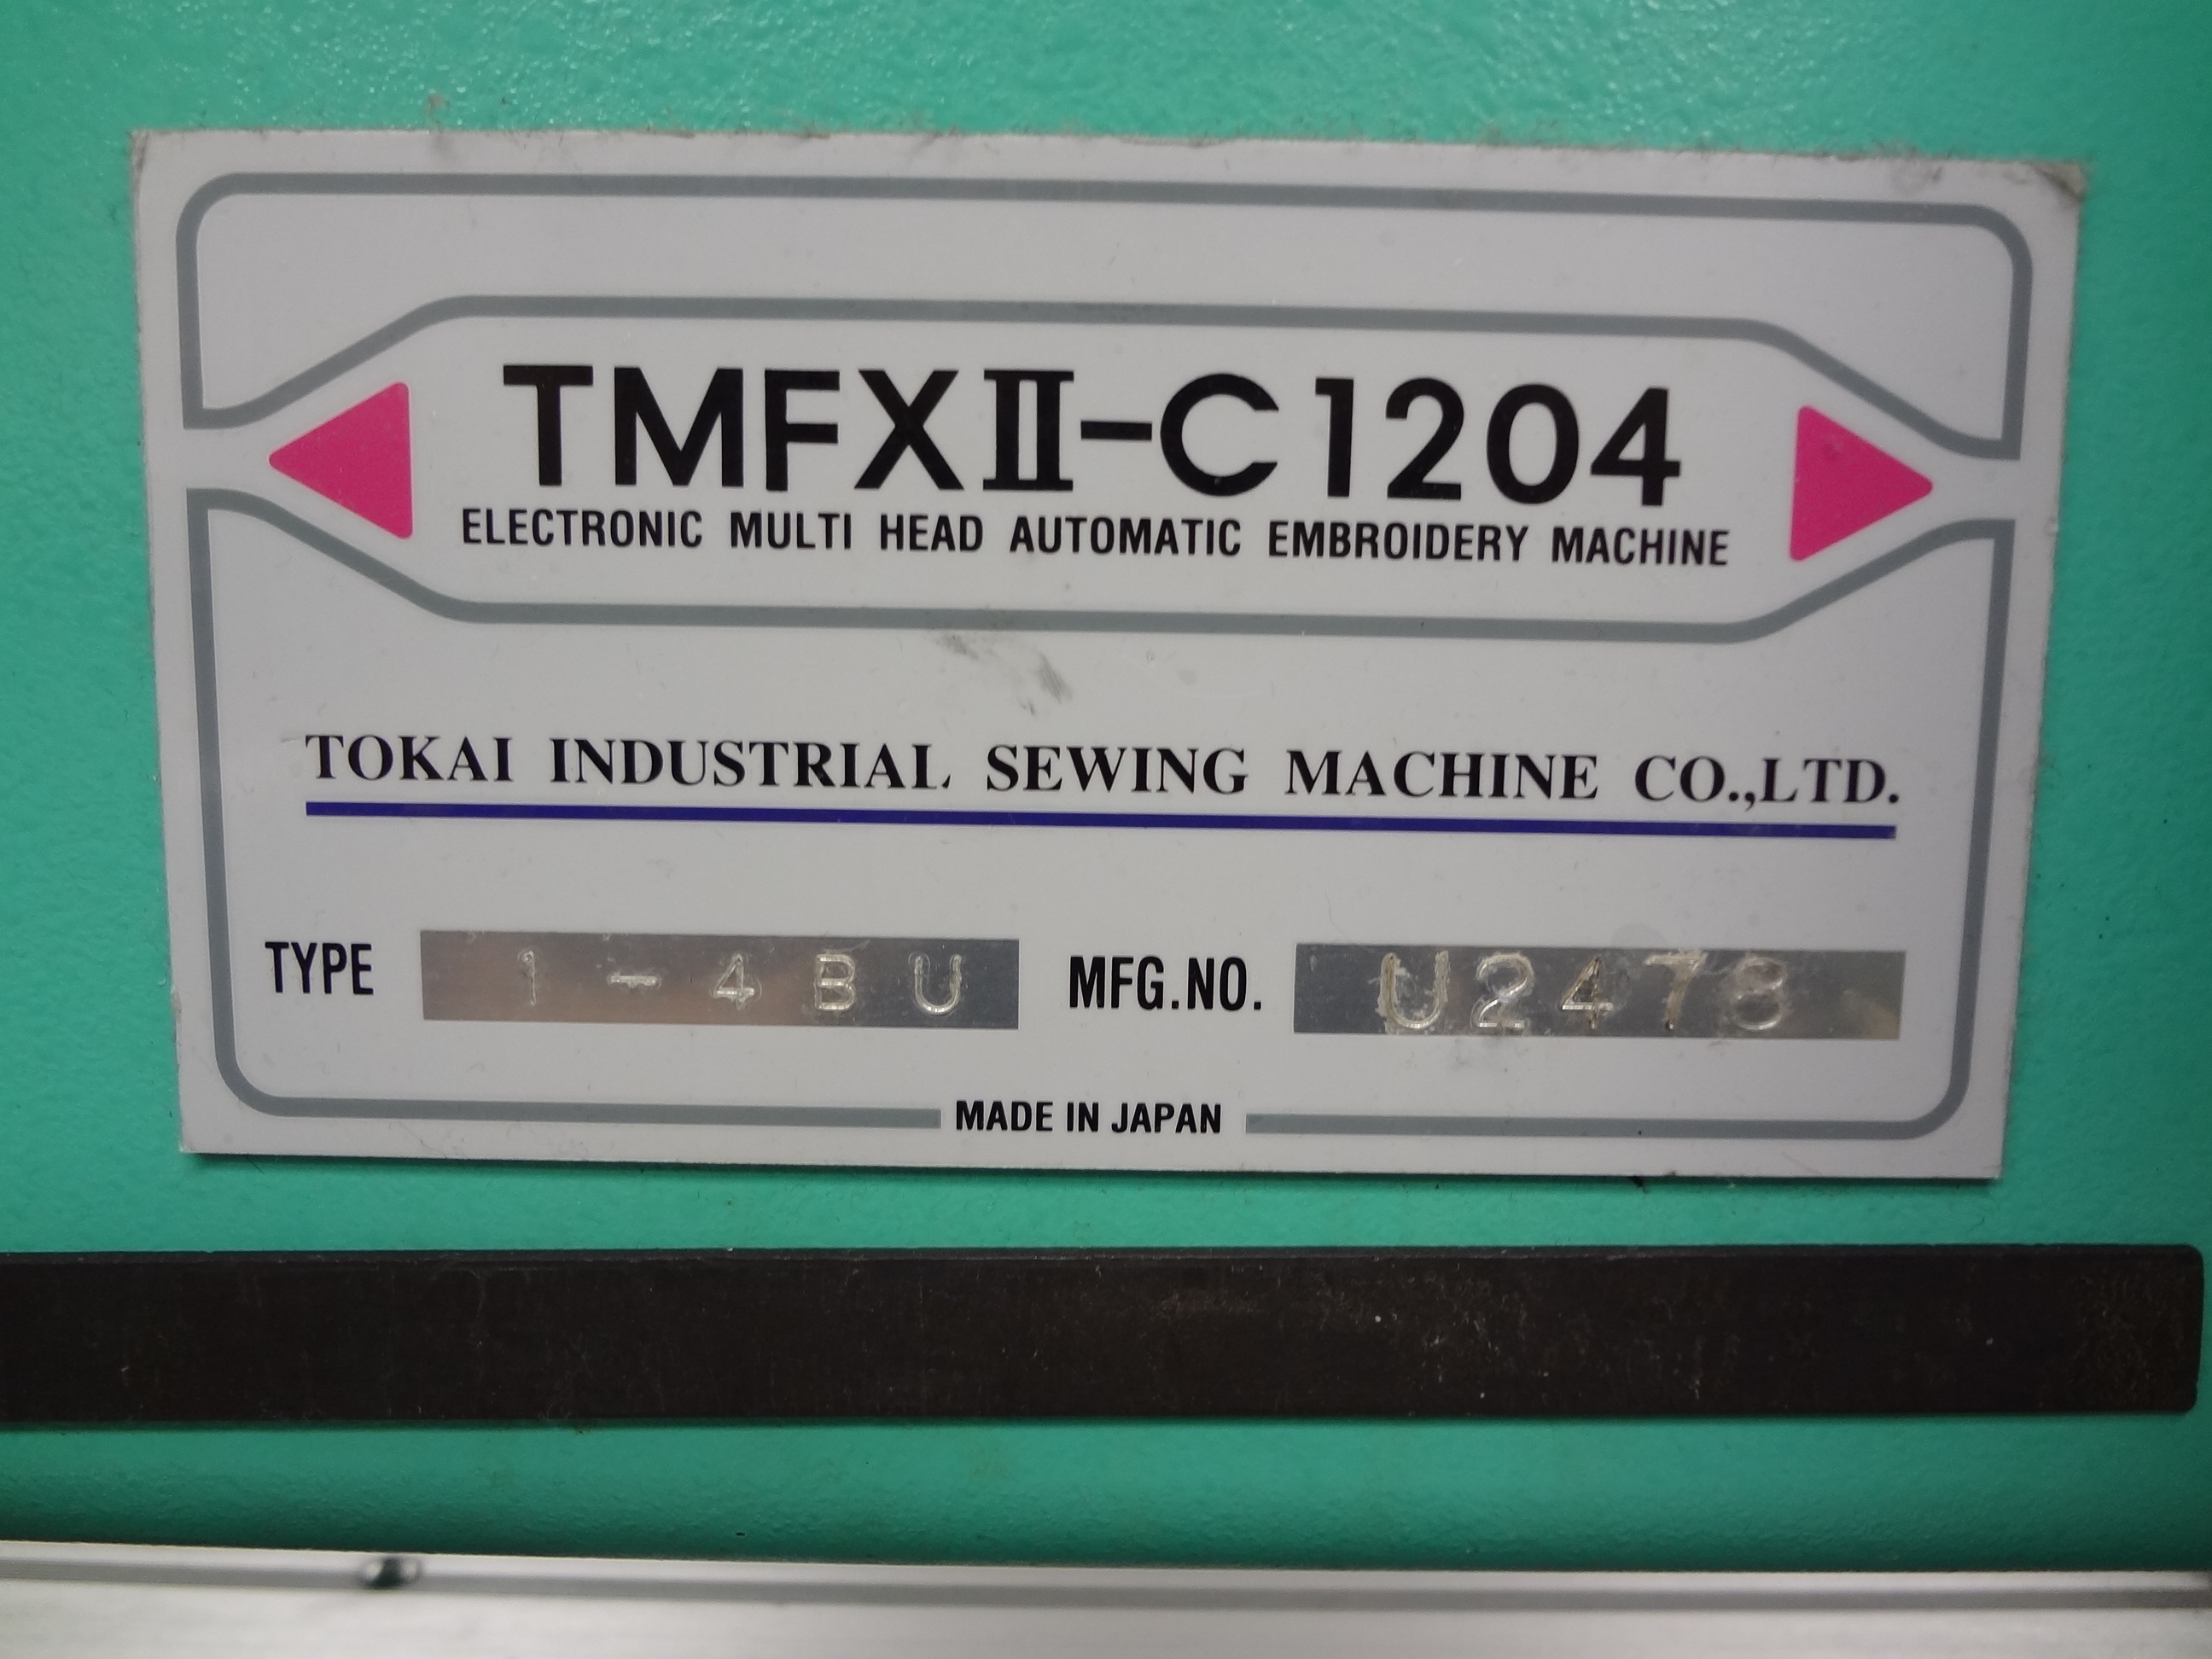 TMFXⅡ-C1204
ELECTRONIC MULTI HEAD AUTOMATIC EMBROIDERY MACHINE
TOKAI INDUSTRIAL SEWING MACHINE CO.,LTD.
TYPE 1-4BU MFG.NO. U2478
MADE IN JAPAN